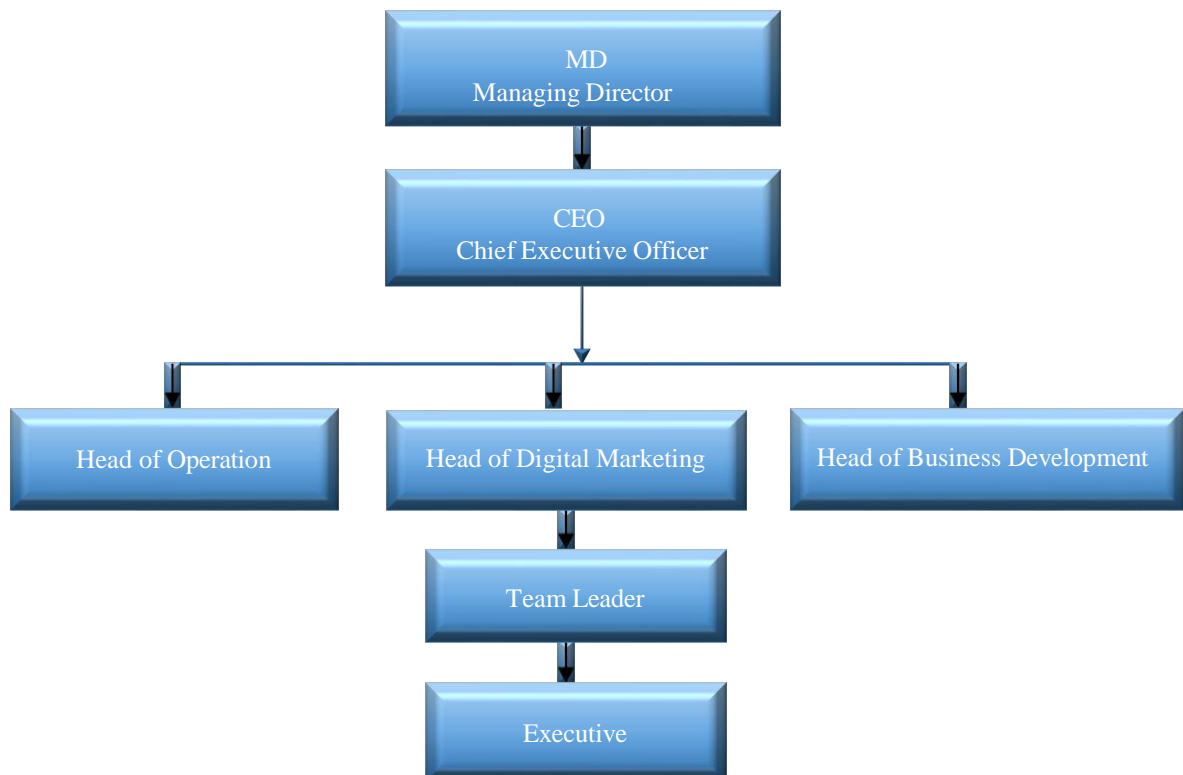 MD
Managing Director
CEO
Chief Executive Officer
Head of Operation
Head of Digital Marketing
Head of Business Development
Team Leader
Executive